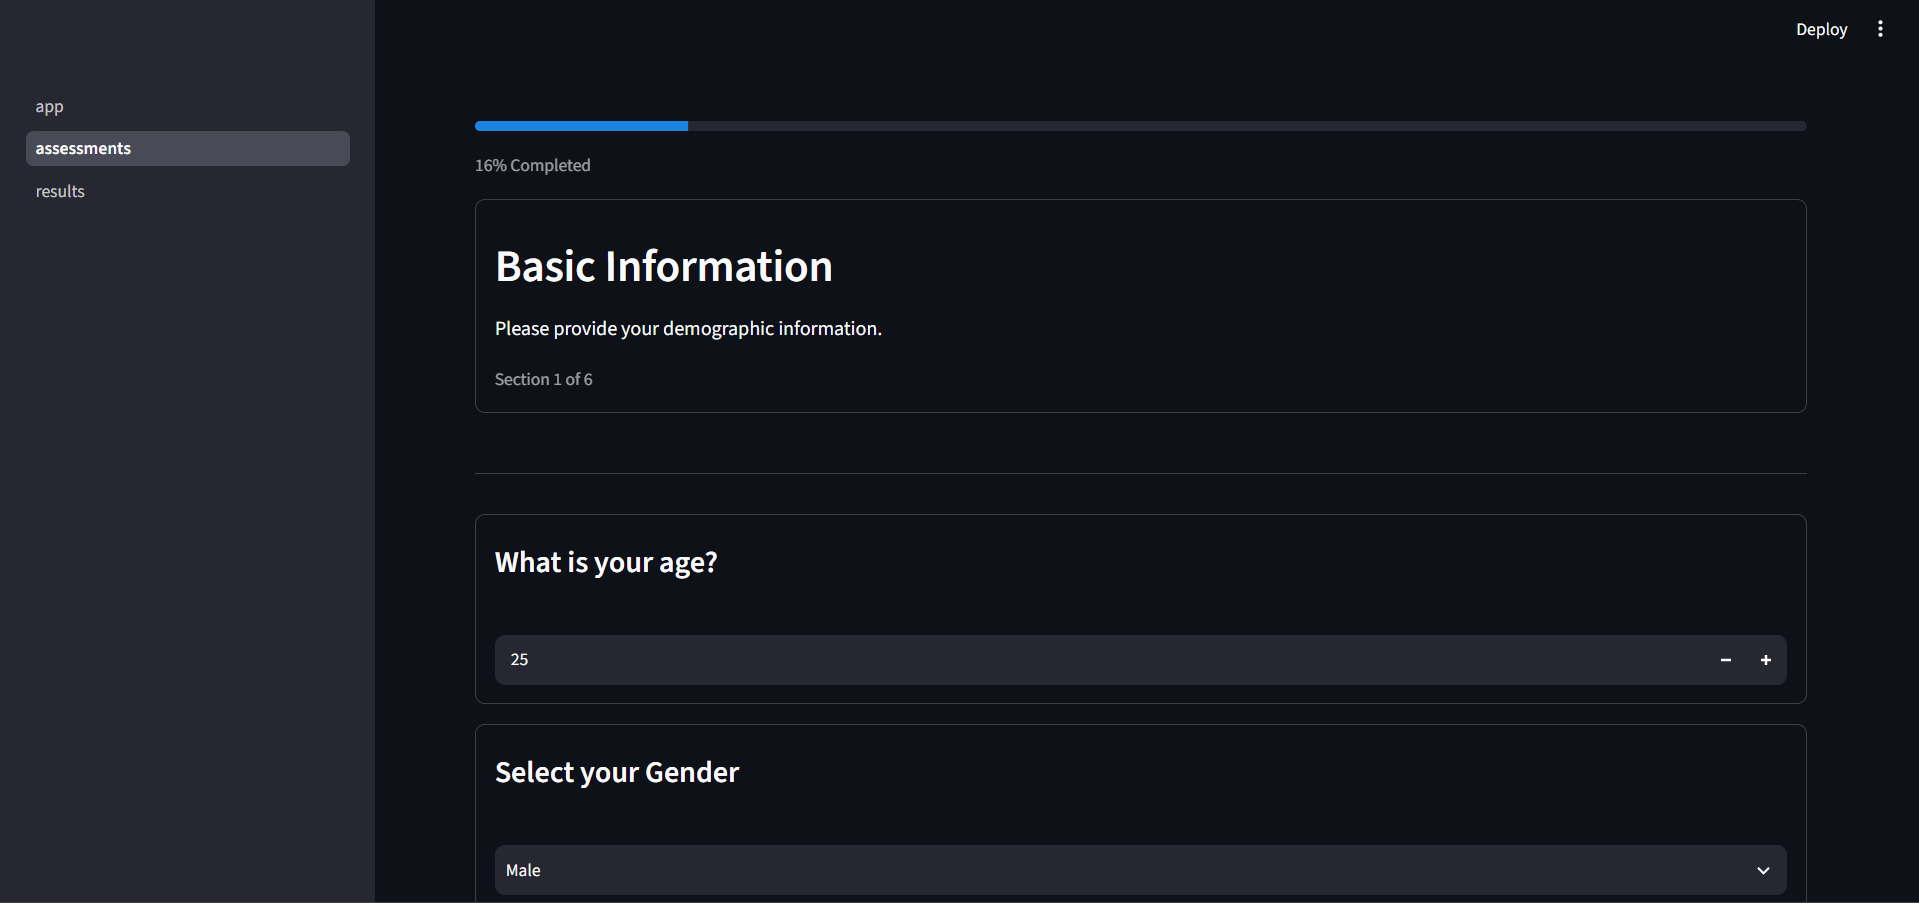 Deploy
app
assessments
results
16% Completed
Basic Information
Please provide your demographic information.
Section 1 of 6
What is your age?
25
Select your Gender
Male